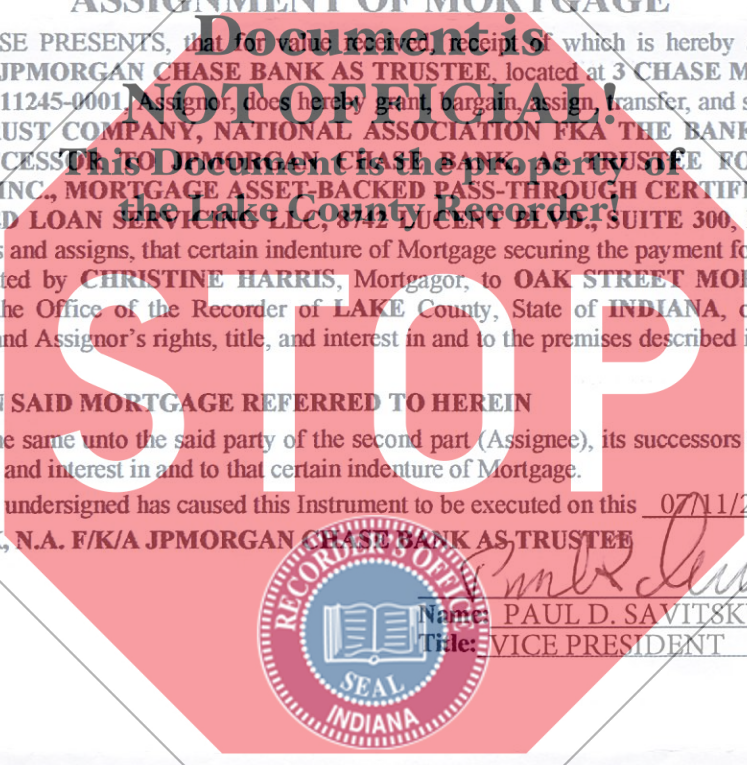 ASSIGNMENT OF MORTGAGE
Document is
SE PRESENTS, that for value received, receipt of which is hereby
JPMORGAN CHASE BANK AS TRUSTEE, located at 3 CHASE M
11245-0001, Assignor, does hereby grant, bargain, assign, transfer, and s
NOT OFFICIAL!
UST COMPANY, NATIONAL ASSOCIATION FKA THE BANK
This Document is the property of
CESSOR TO JPMORGAN CHASE BANK, AS TRUSTEE FO
INC., MORTGAGE ASSET-BACKED PASS-THROUGH CERTIF
the Lake County Recorder!
D LOAN SERVICING LLC, 8742 LUCENT BLVD., SUITE 300,
s and assigns, that certain indenture of Mortgage securing the payment fo
ted by CHRISTINE HARRIS, Mortgagor, to OAK STREET MO
he Office of the Recorder of LAKE County, State of INDIANA,
and Assignor's rights, title, and interest in and to the premises described i
STOP
SAID MORTGAGE REFERRED TO HEREIN
e same unto the said party of the second part (Assignee), its successors
and interest in and to that certain indenture of Mortgage.
undersigned has caused this Instrument to be executed on this 07/11/2
, N.A. F/K/A JPMORGAN CHASE BANK AS TRUSTEE
Name: PAUL D. SAVITSK
Title: VICE PRESIDENT
RECORDER'S OFFICE
SEAL
INDIANA